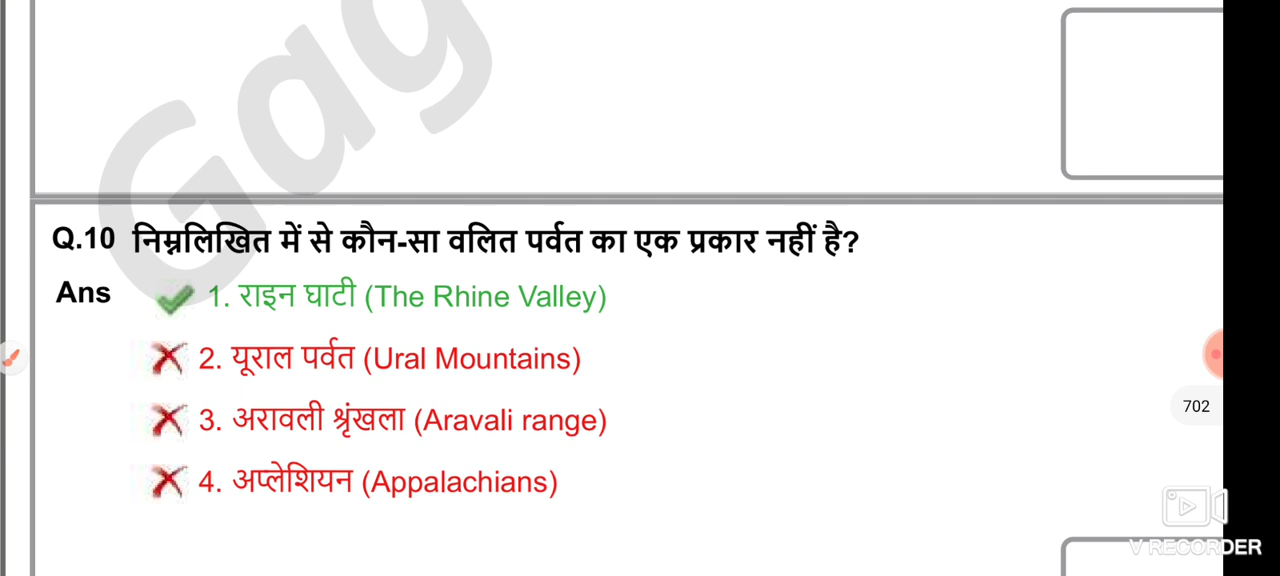 Gag
Q.10 निम्नलिखित में से कौन-सा वलित पर्वत का एक प्रकार नहीं है?
Ans 1. राइन घाटी (The Rhine Valley)
2. यूराल पर्वत (Ural Mountains)
3. अरावली श्रृंखला (Aravali range)
702
4. अप्लेशियन (Appalachians)
V RECORDER